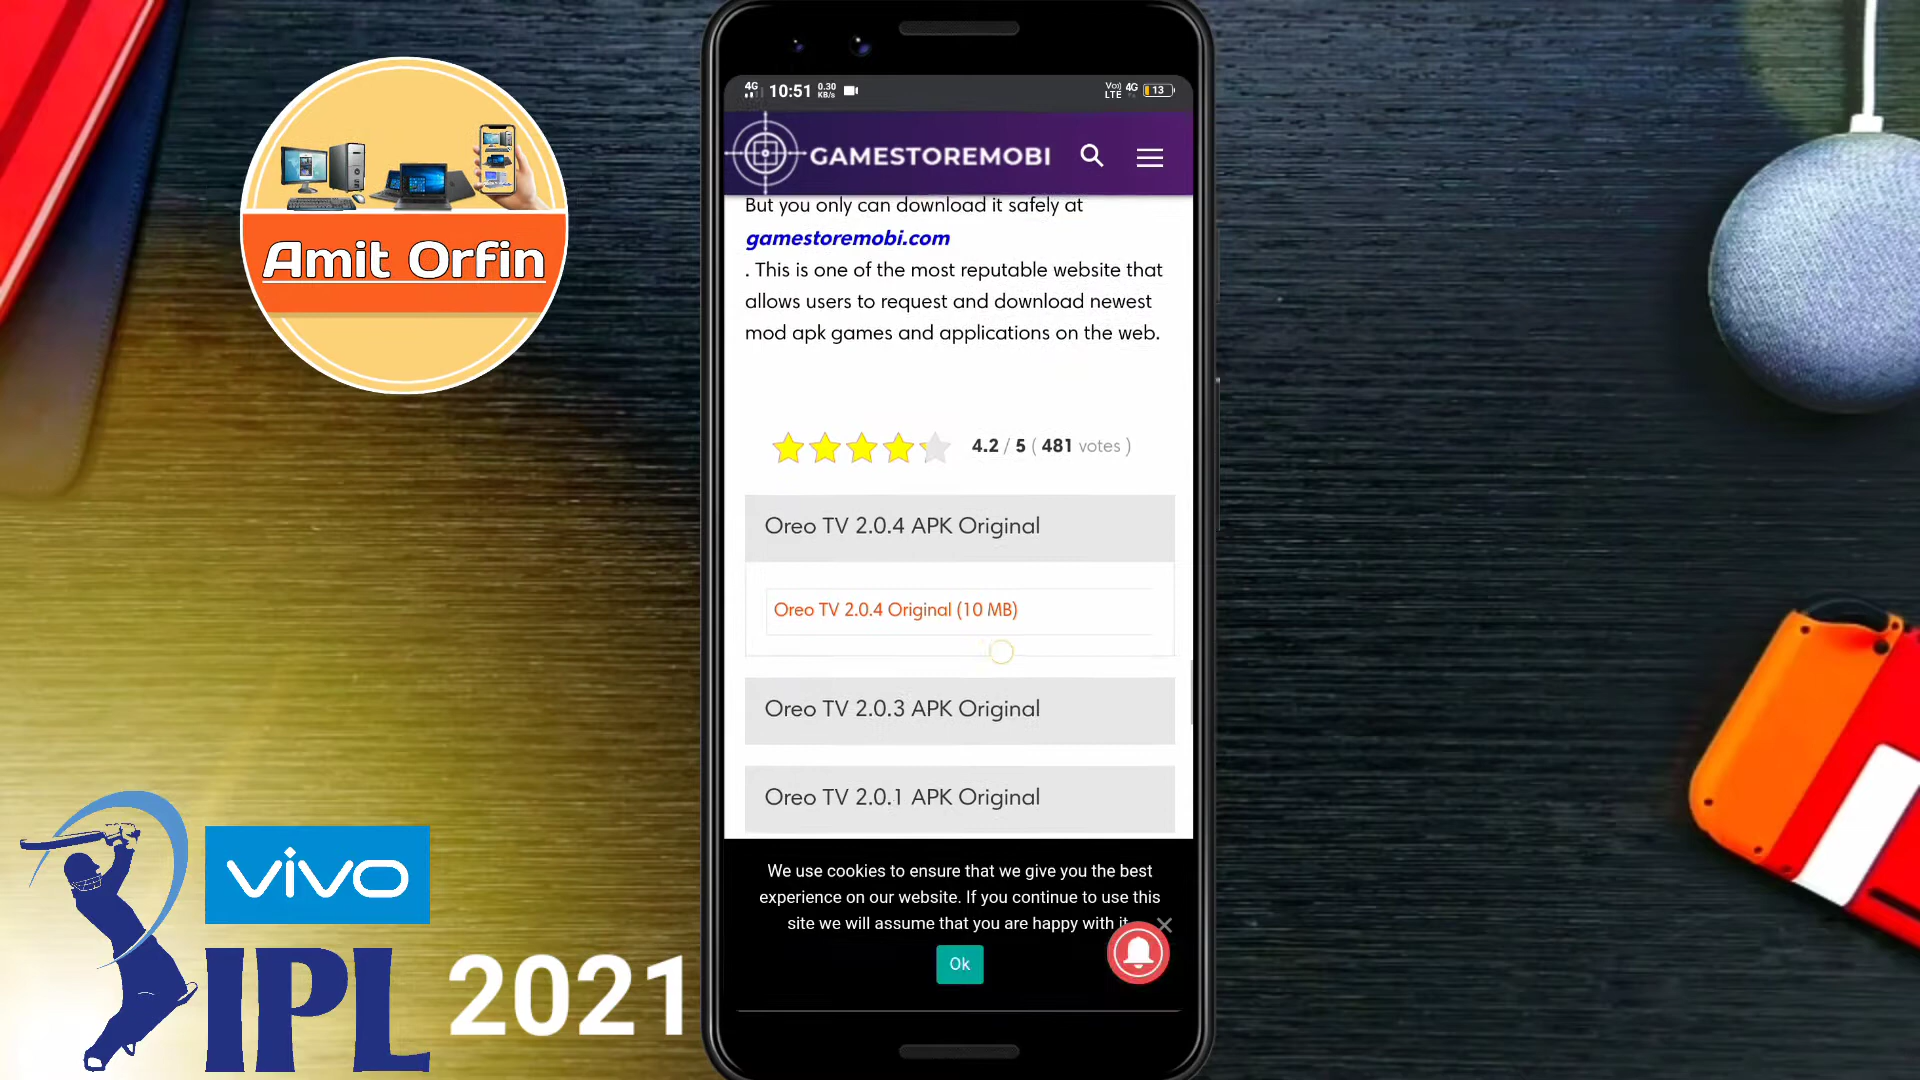 Amit Orfin
vivo
IPL
2021
4G 10:51 0.30 KB/s
Vo) LTE 4G 13
GAMESTOREMOBI
But you only can download it safely at
gamestoremobi.com
. This is one of the most reputable website that
allows users to request and download newest
mod apk games and applications on the web.
4.2 / 5 ( 481 votes )
Oreo TV 2.0.4 APK Original
Oreo TV 2.0.4 Original (10 MB)
Oreo TV 2.0.3 APK Original
Oreo TV 2.0.1 APK Original
We use cookies to ensure that we give you the best
experience on our website. If you continue to use this
site we will assume that you are happy with it.
Ok